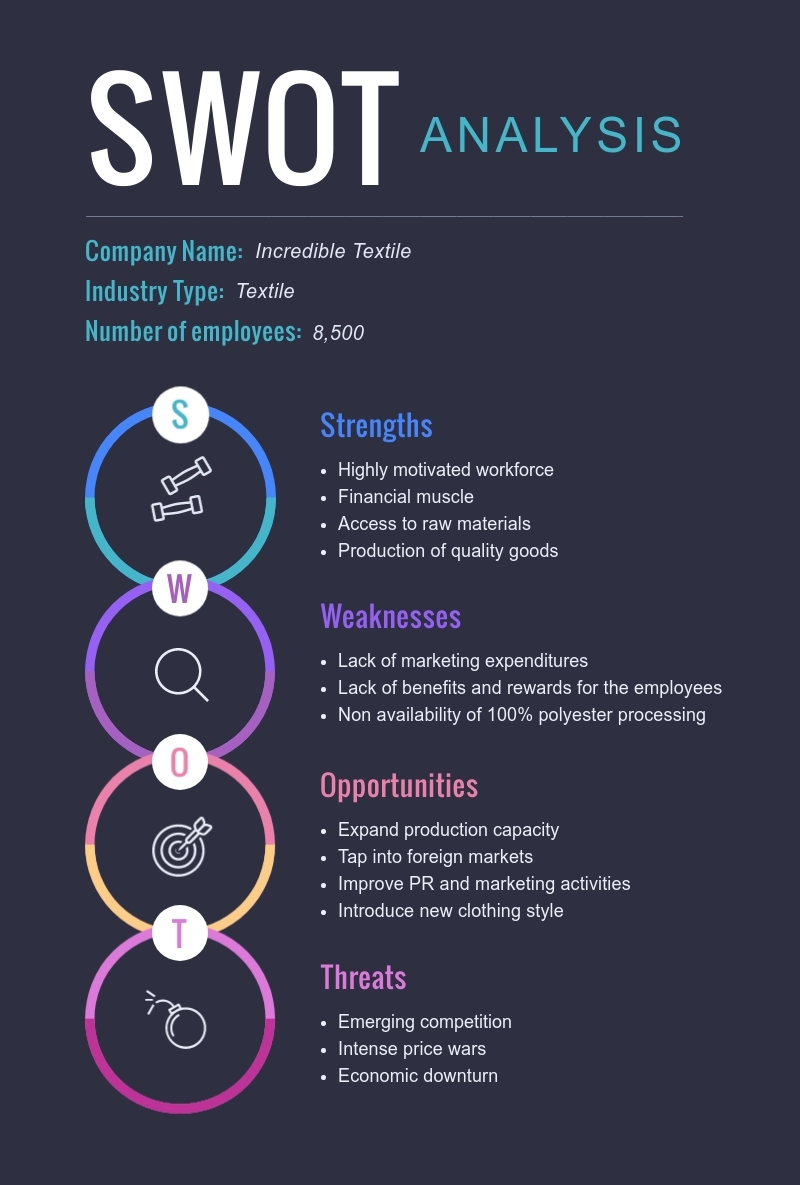 SWOT ANALYSIS
Company Name: Incredible Textile
Industry Type: Textile
Number of employees: 8,500
S
Strengths
• Highly motivated workforce
• Financial muscle
• Access to raw materials
• Production of quality goods
W
Weaknesses
• Lack of marketing expenditures
• Lack of benefits and rewards for the employees
• Non availability of 100% polyester processing
O
Opportunities
• Expand production capacity
• Tap into foreign markets
• Improve PR and marketing activities
• Introduce new clothing style
T
Threats
• Emerging competition
• Intense price wars
• Economic downturn